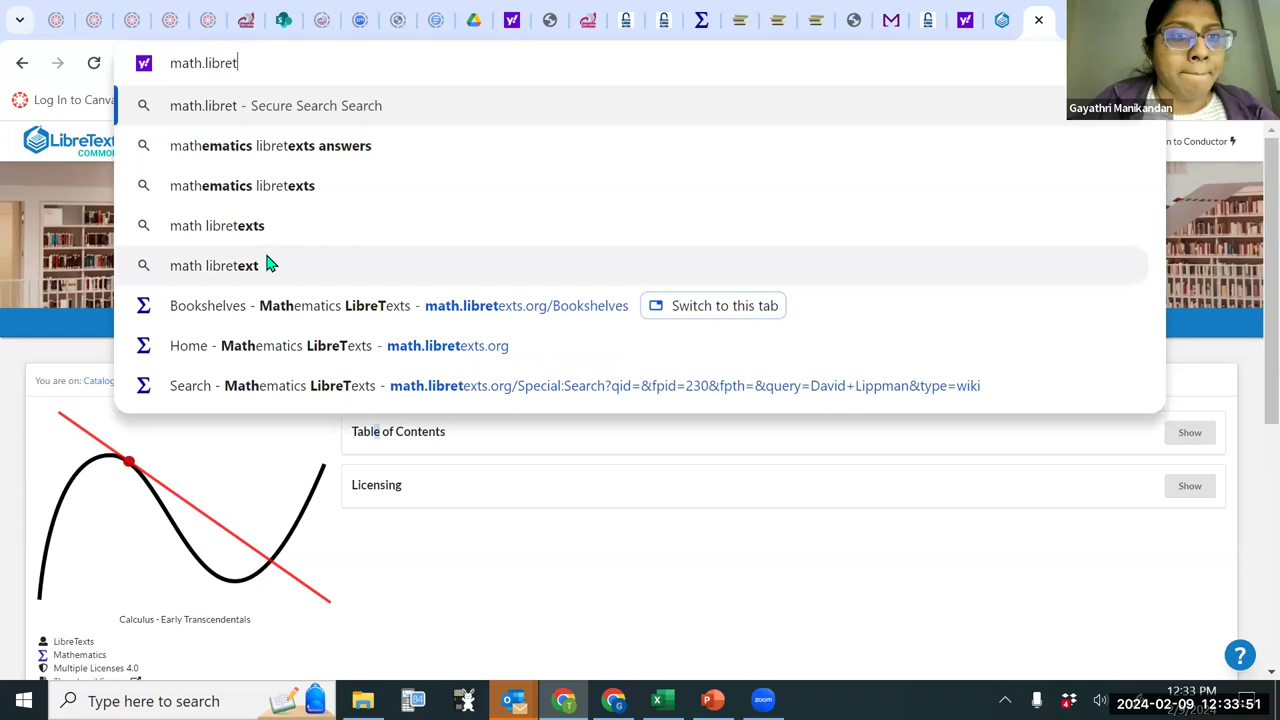 math.libret
Log In to Canva
Gayathri Manikandan
math.libret - Secure Search Search
LibreText
COMMO
n to Conductor
mathematics libretexts answers
mathematics libretexts
math libretexts
math libretext
Bookshelves - Mathematics LibreTexts - math.libretexts.org/Bookshelves
Switch to this tab
Home - Mathematics LibreTexts - math.libretexts.org
Search - Mathematics LibreTexts - math.libretexts.org/Special:Search?qid=&fpid=230&fpth=&query=David+Lippman&type=wiki
You are on: Catalog
Table of Contents
Show
Licensing
Show
Calculus - Early Transcendentals
LibreTexts
Mathematics
Multiple Licenses 4.0
?
Type here to search
zoom
12:33 PM
2024-02-09 12:33:51